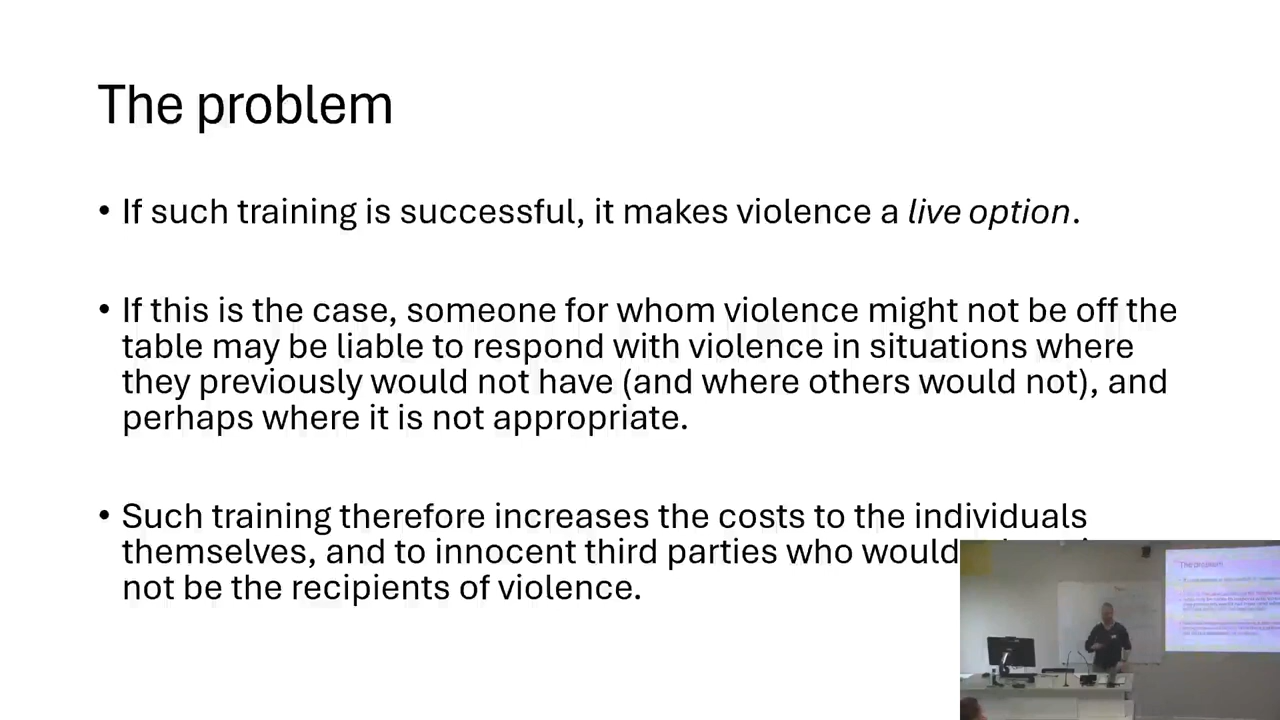 The problem
• If such training is successful, it makes violence a live option.
• If this is the case, someone for whom violence might not be off the
table may be liable to respond with violence in situations where
they previously would not have (and where others would not), and
perhaps where it is not appropriate.
• Such training therefore increases the costs to the individuals
themselves, and to innocent third parties who would
not be the recipients of violence.
The problem